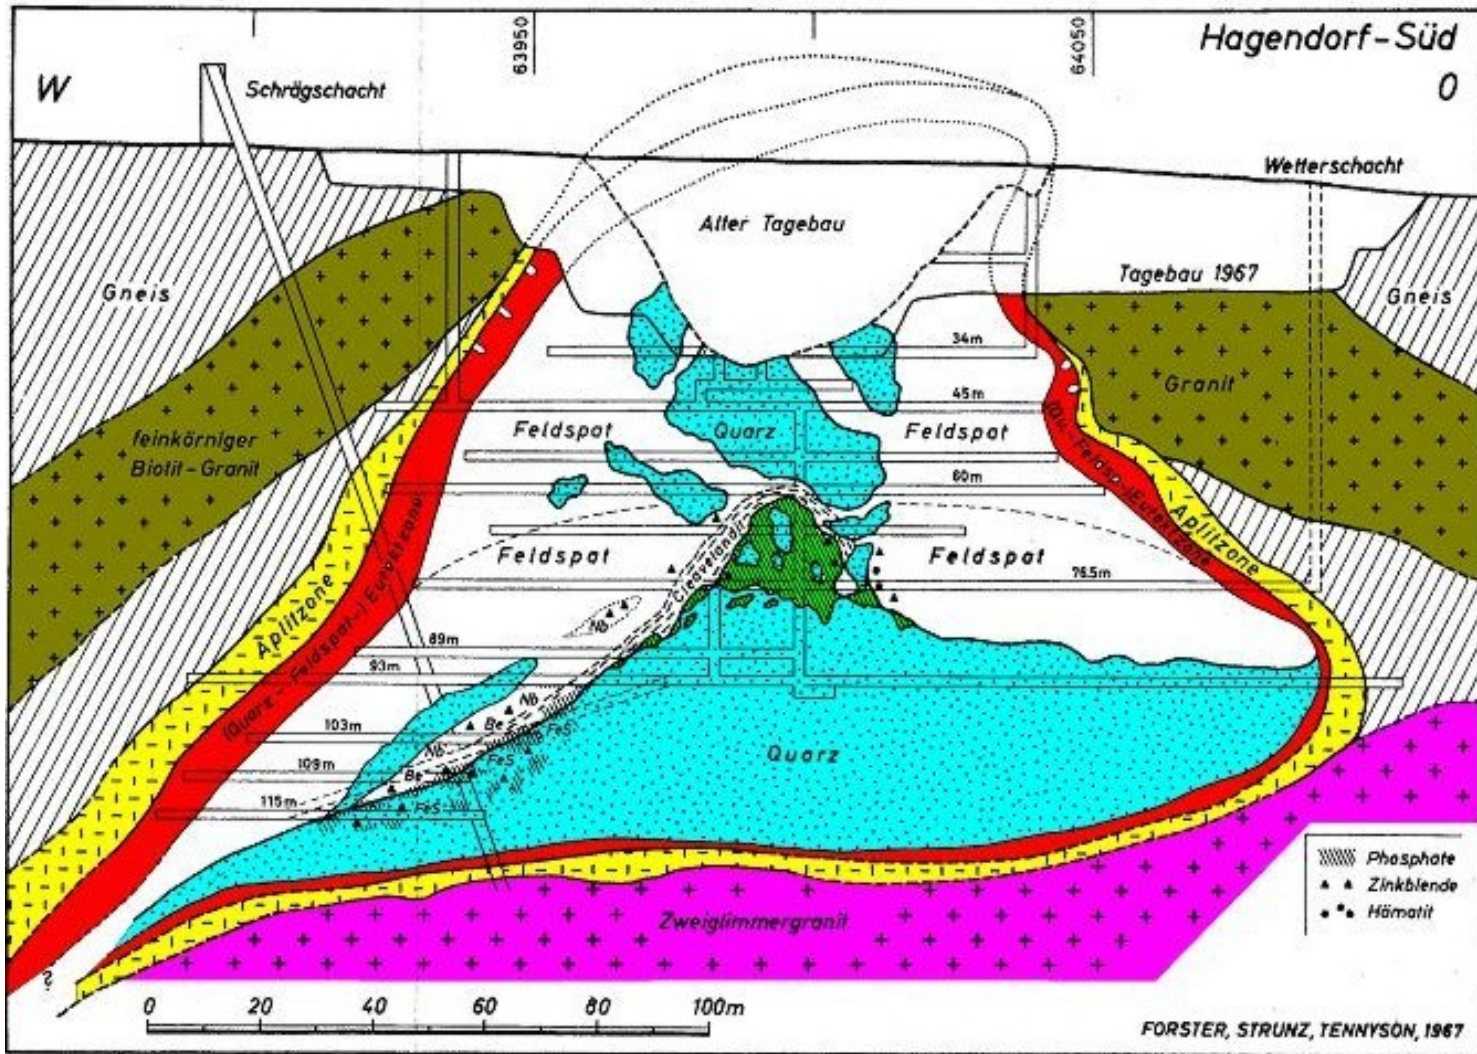 63950
64050
Hagendorf-Süd
W
O
Schrägschacht
Wetterschacht
Alter Tagebau
Tagebau 1967
Gneis
Gneis
34m
Granit
45m
feinkörniger
Biotit-Granit
Feldspat
Quarz
Feldspat
60m
Feldspat
Cleavelandit
Feldspat
76.5m
Aplitzone
(Quarz-Feldspat-) Eutektzone
(Qu.-Feldsp.-)Eutektzone
Aplitzone
Nb
89m
93m
Nb
103m
Be
FeS
Nb
Quarz
109m
Be
FeS
115m
FeS
Phosphate
Zinkblende
Hämatit
Zweiglimmergranit
?
0 20 40 60 80 100m
FORSTER, STRUNZ, TENNYSON, 1967